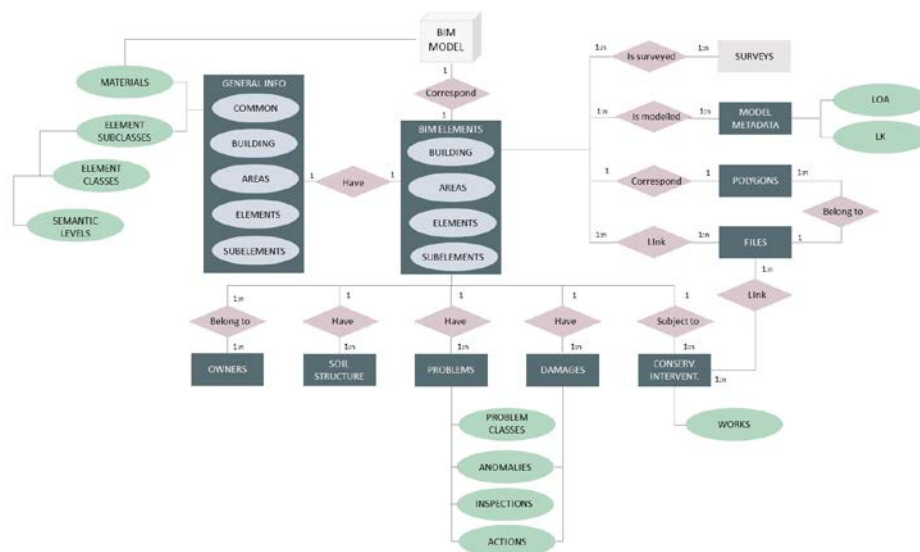 BIM
MODEL
1:m
Is surveyed
1:m
SURVEYS
MATERIALS
GENERAL INFO
1
Correspond
1
LOA
COMMON
ELEMENT
SUBCLASSES
BIM ELEMENTS
1:m
Is modelled
1:m
MODEL
METADATA
BUILDING
BUILDING
LK
ELEMENT
CLASSES
AREAS
1
Have
1
AREAS
1
Correspond
1
POLYGONS
1:m
ELEMENTS
ELEMENTS
Belong to
SEMANTIC
LEVELS
SUBELEMENTS
SUBELEMENTS
1:m
Link
1:m
FILES
1
1:m
Link
1:m
1
1
1
1
Belong to
Have
Have
Have
Subject to
1:m
1:m
1:m
1:m
1:m
OWNERS
SOIL
STRUCTURE
PROBLEMS
DAMAGES
CONSERV.
INTERVENT.
1:m
PROBLEM
CLASSES
WORKS
ANOMALIES
INSPECTIONS
ACTIONS